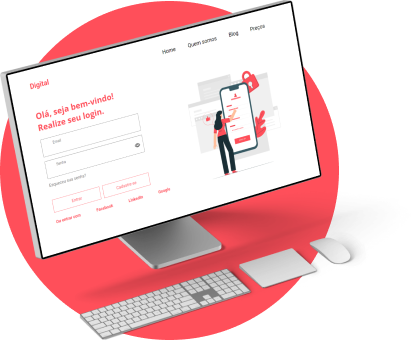 Home Quem somos Blog Preços
Digital
Olá, seja bem-vindo!
Realize seu login.
Email
Senha
Esqueceu sua senha?
Entrar Cadastre-se
Ou entrar com Facebook LinkedIn Google